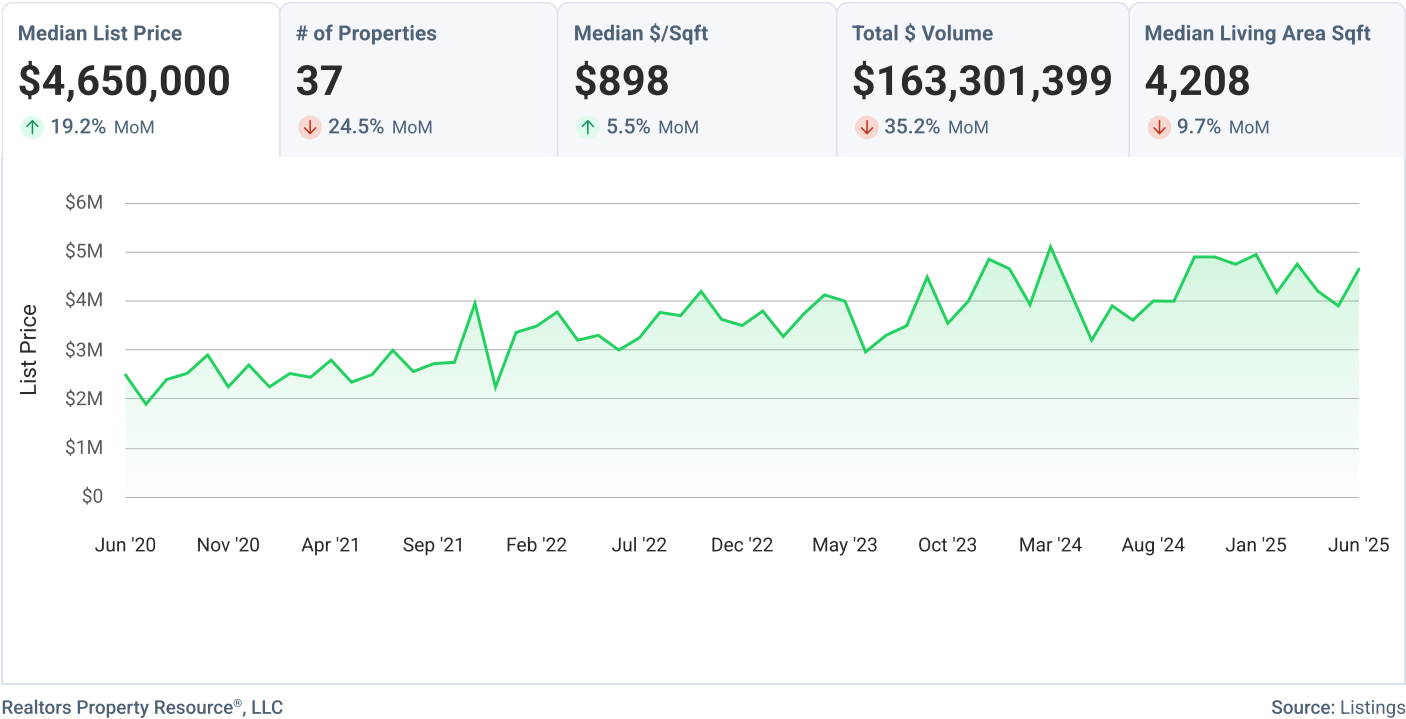 Median List Price
$4,650,000
19.2% MoM
# of Properties
37
24.5% MoM
Median $/Sqft
$898
5.5% MoM
Total $ Volume
$163,301,399
35.2% MoM
Median Living Area Sqft
4,208
9.7% MoM
List Price
$6M
$5M
$4M
$3M
$2M
$1M
$0
Jun '20 Nov '20 Apr '21 Sep '21 Feb '22 Jul '22 Dec '22 May '23 Oct '23 Mar '24 Aug '24 Jan '25 Jun '25
Realtors Property Resource®, LLC
Source: Listings